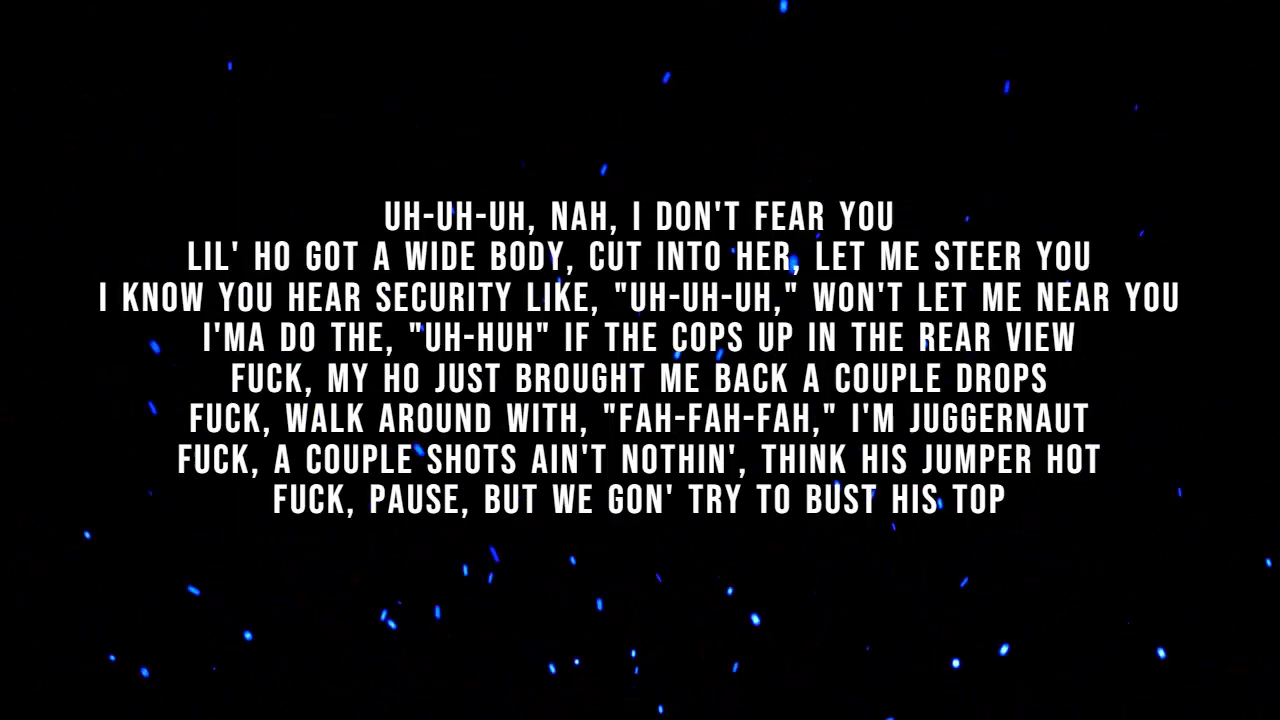 UH-UH-UH, NAH, I DON'T FEAR YOU
LIL' HO GOT A WIDE BODY, CUT INTO HER, LET ME STEER YOU
I KNOW YOU HEAR SECURITY LIKE, "UH-UH-UH," WON'T LET ME NEAR YOU
I'MA DO THE, "UH-HUH" IF THE COPS UP IN THE REAR VIEW
FUCK, MY HO JUST BROUGHT ME BACK A COUPLE DROPS
FUCK, WALK AROUND WITH, "FAH-FAH-FAH," I'M JUGGERNAUT
FUCK, A COUPLE SHOTS AIN'T NOTHIN', THINK HIS JUMPER HOT
FUCK, PAUSE, BUT WE GON' TRY TO BUST HIS TOP